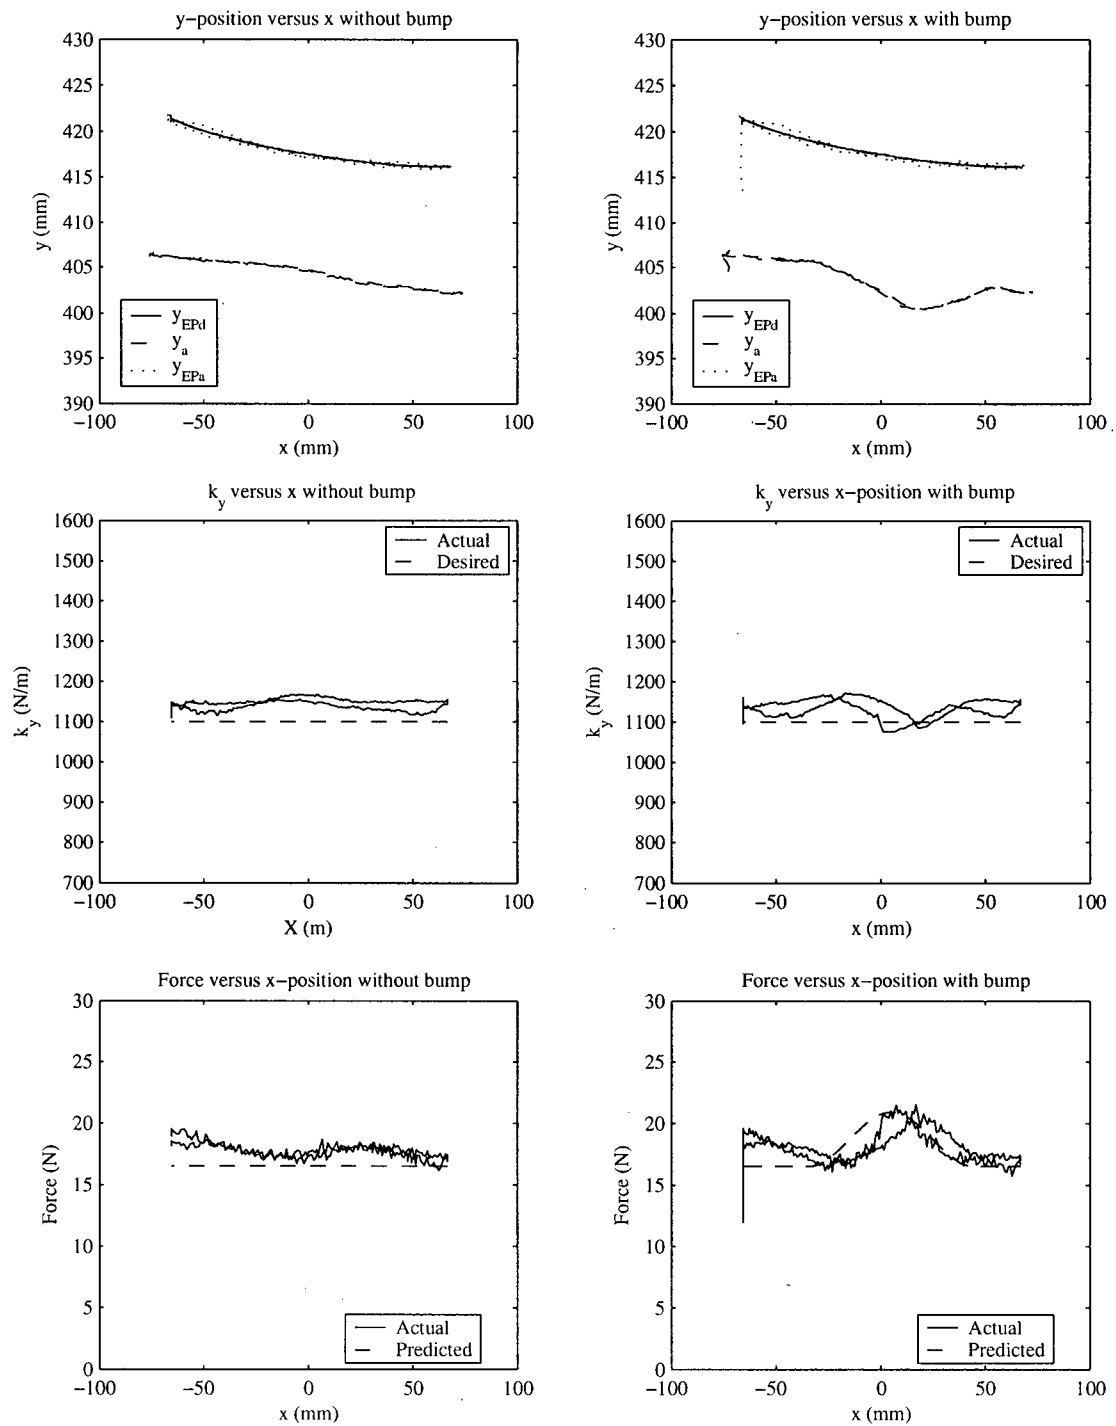 y−position versus x without bump
430
425
420
415
410
405
400
395
390
y (mm)
y_EPd
y_a
y_EPa
−100 −50 0 50 100
x (mm)
y−position versus x with bump
430
425
420
415
410
405
400
395
390
y (mm)
y_EPd
y_a
y_EPa
−100 −50 0 50 100
x (mm)
k_y versus x without bump
1600
1500
1400
1300
1200
1100
1000
900
800
700
k_y (N/m)
Actual
Desired
−100 −50 0 50 100
X (m)
k_y versus x−position with bump
1600
1500
1400
1300
1200
1100
1000
900
800
700
k_y (N/m)
Actual
Desired
−100 −50 0 50 100
x (mm)
Force versus x−position without bump
30
25
20
15
10
5
0
Force (N)
Actual
Predicted
−100 −50 0 50 100
x (mm)
Force versus x−position with bump
30
25
20
15
10
5
0
Force (N)
Actual
Predicted
−100 −50 0 50 100
x (mm)